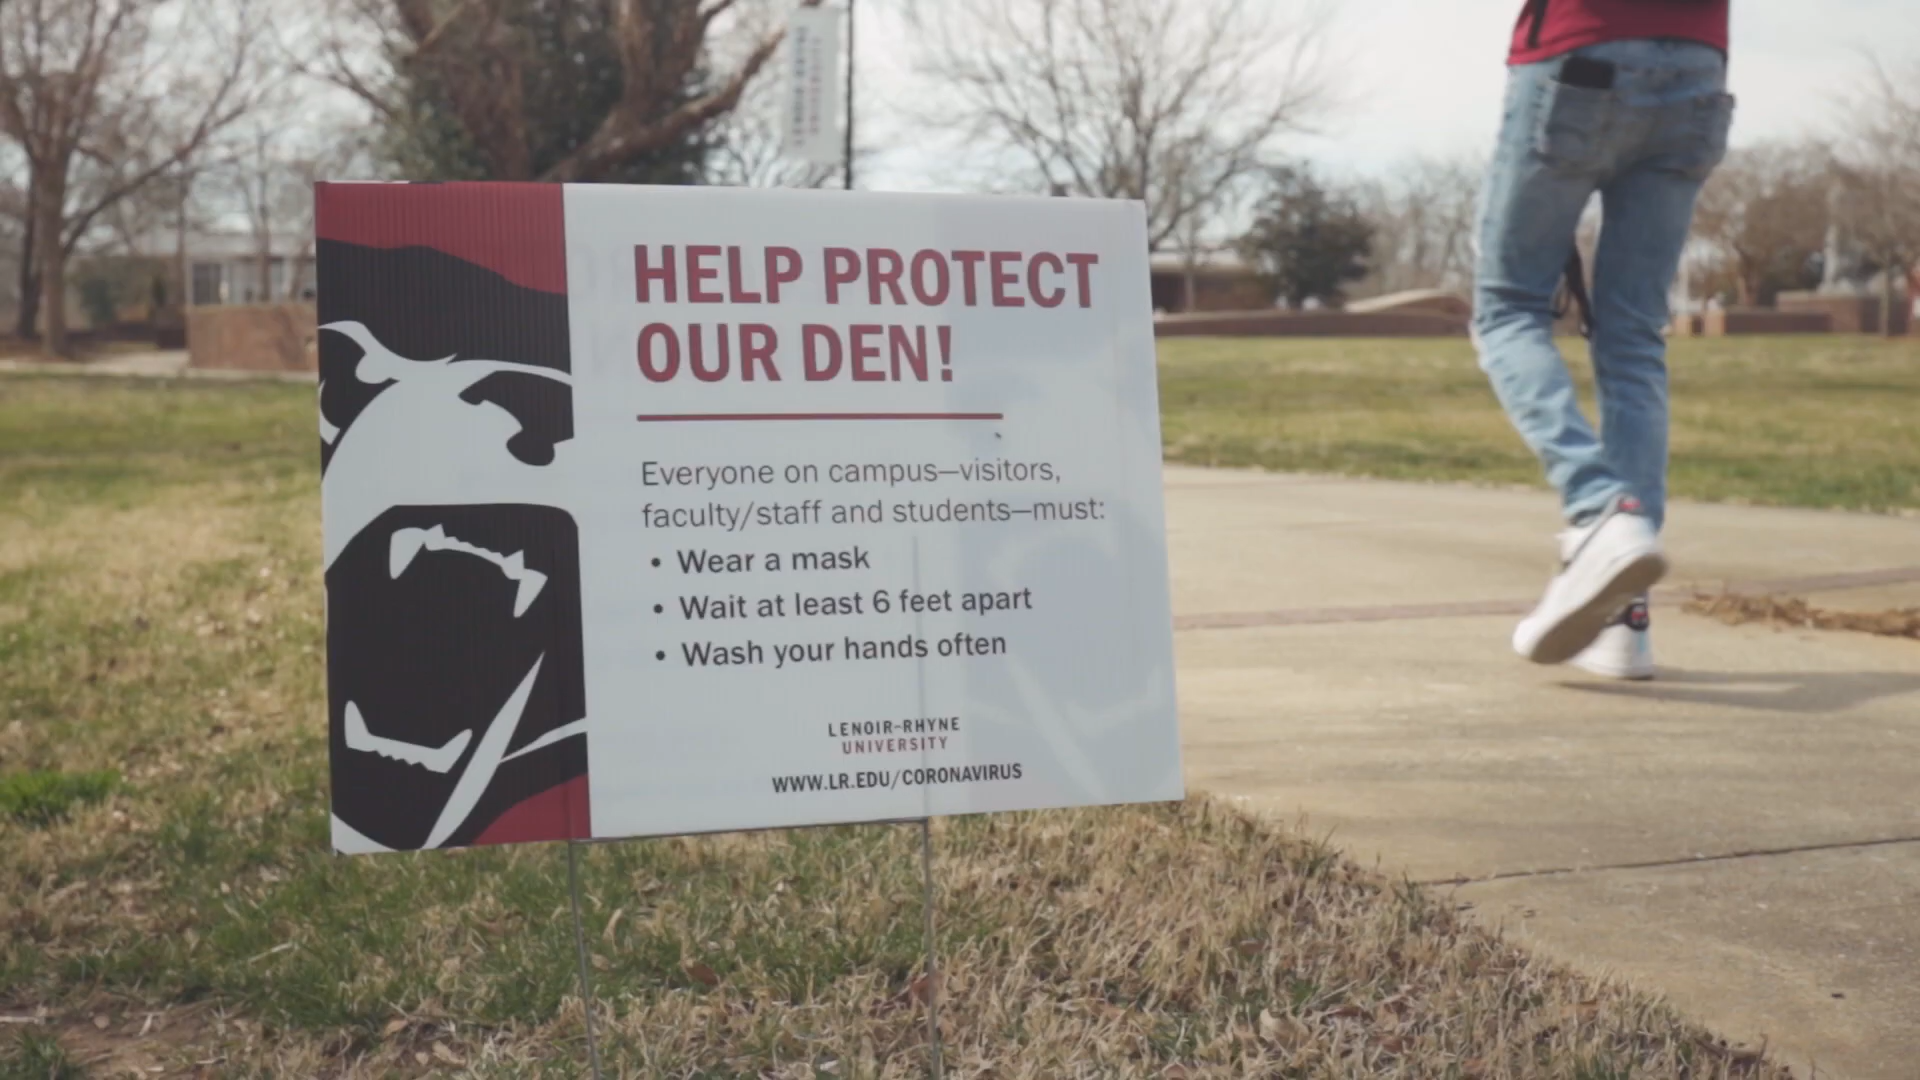 HELP PROTECT
OUR DEN!
Everyone on campus—visitors,
faculty/staff and students—must:
• Wear a mask
• Wait at least 6 feet apart
• Wash your hands often
LENOIR-RHYNE
UNIVERSITY
WWW.LR.EDU/CORONAVIRUS